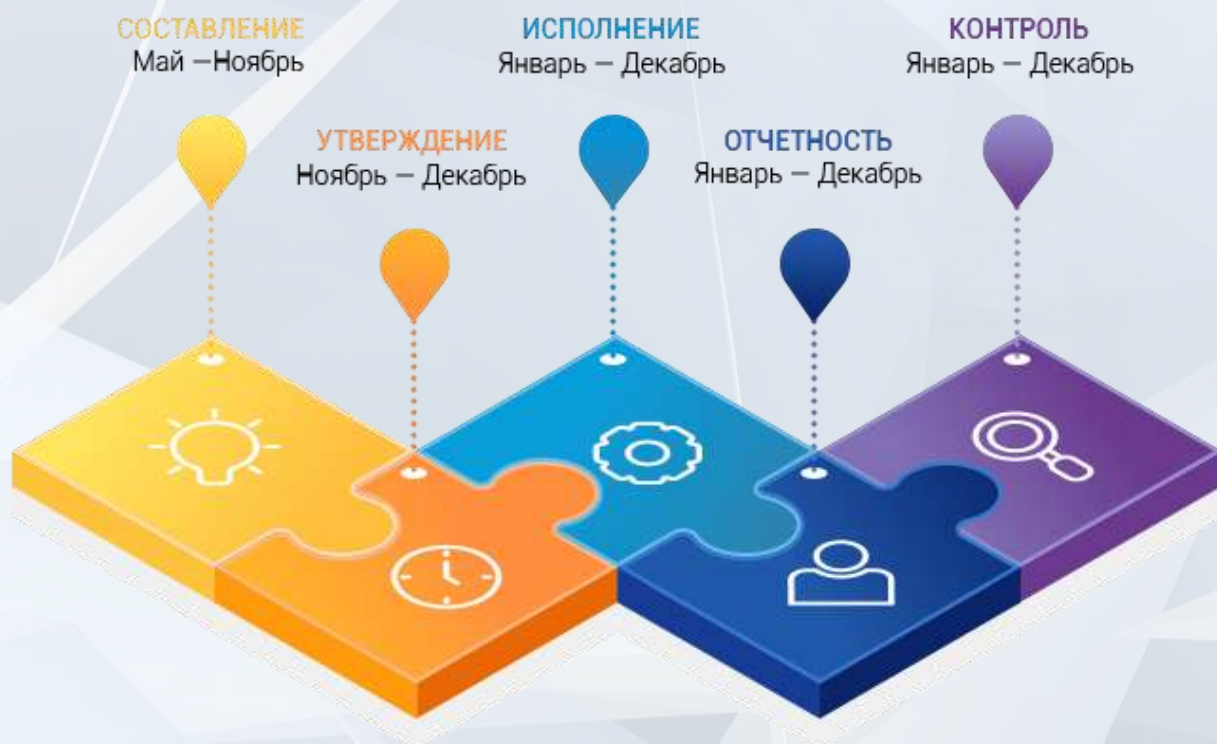 СОСТАВЛЕНИЕ
Май —Ноябрь
УТВЕРЖДЕНИЕ
Ноябрь — Декабрь
ИСПОЛНЕНИЕ
Январь — Декабрь
ОТЧЕТНОСТЬ
Январь — Декабрь
КОНТРОЛЬ
Январь — Декабрь